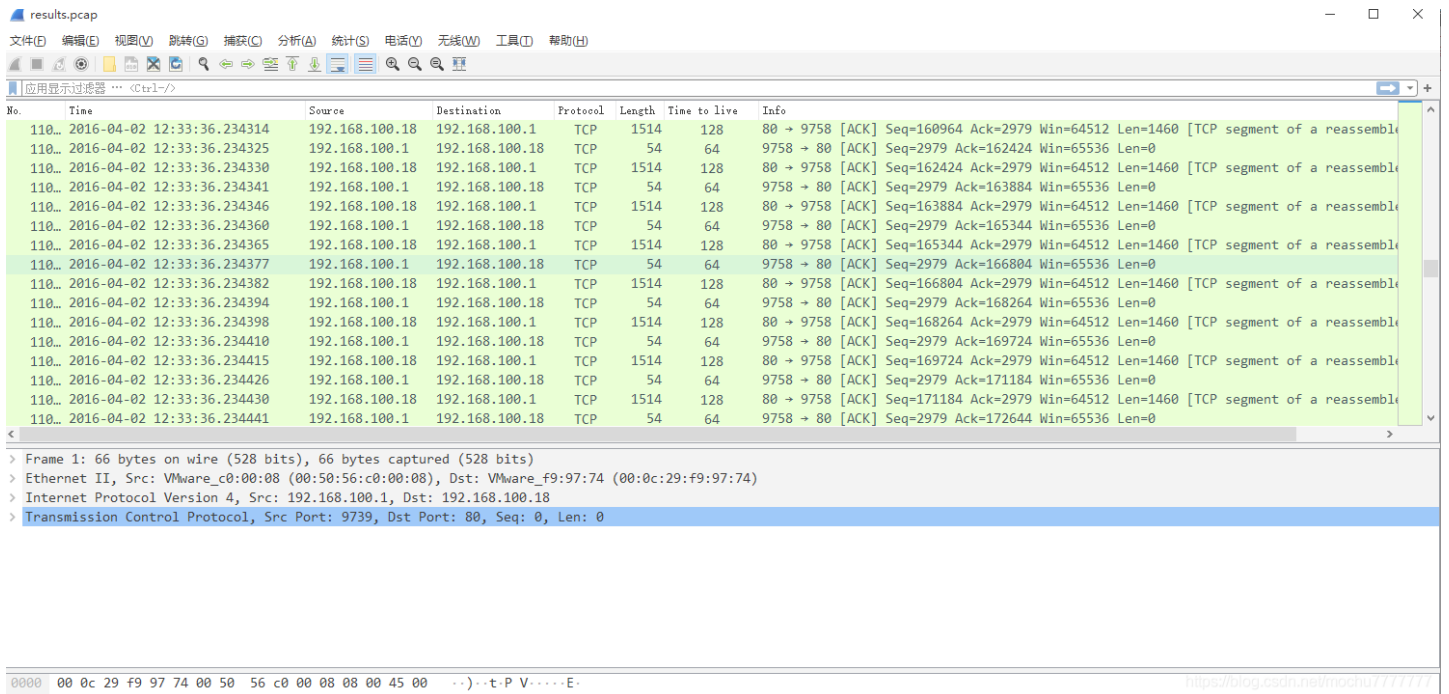 results.pcap
文件(F) 编辑(E) 视图(V) 跳转(G) 捕获(C) 分析(A) 统计(S) 电话(Y) 无线(W) 工具(T) 帮助(H)
应用显示过滤器 … <Ctrl-/>
No. Time Source Destination Protocol Length Time to live Info
110… 2016-04-02 12:33:36.234314 192.168.100.18 192.168.100.1 TCP 1514 128 80 → 9758 [ACK] Seq=160964 Ack=2979 Win=64512 Len=1460 [TCP segment of a reassemble
110… 2016-04-02 12:33:36.234325 192.168.100.1 192.168.100.18 TCP 54 64 9758 → 80 [ACK] Seq=2979 Ack=162424 Win=65536 Len=0
110… 2016-04-02 12:33:36.234330 192.168.100.18 192.168.100.1 TCP 1514 128 80 → 9758 [ACK] Seq=162424 Ack=2979 Win=64512 Len=1460 [TCP segment of a reassemble
110… 2016-04-02 12:33:36.234341 192.168.100.1 192.168.100.18 TCP 54 64 9758 → 80 [ACK] Seq=2979 Ack=163884 Win=65536 Len=0
110… 2016-04-02 12:33:36.234346 192.168.100.18 192.168.100.1 TCP 1514 128 80 → 9758 [ACK] Seq=163884 Ack=2979 Win=64512 Len=1460 [TCP segment of a reassemble
110… 2016-04-02 12:33:36.234360 192.168.100.1 192.168.100.18 TCP 54 64 9758 → 80 [ACK] Seq=2979 Ack=165344 Win=65536 Len=0
110… 2016-04-02 12:33:36.234365 192.168.100.18 192.168.100.1 TCP 1514 128 80 → 9758 [ACK] Seq=165344 Ack=2979 Win=64512 Len=1460 [TCP segment of a reassemble
110… 2016-04-02 12:33:36.234377 192.168.100.1 192.168.100.18 TCP 54 64 9758 → 80 [ACK] Seq=2979 Ack=166804 Win=65536 Len=0
110… 2016-04-02 12:33:36.234382 192.168.100.18 192.168.100.1 TCP 1514 128 80 → 9758 [ACK] Seq=166804 Ack=2979 Win=64512 Len=1460 [TCP segment of a reassemble
110… 2016-04-02 12:33:36.234394 192.168.100.1 192.168.100.18 TCP 54 64 9758 → 80 [ACK] Seq=2979 Ack=168264 Win=65536 Len=0
110… 2016-04-02 12:33:36.234398 192.168.100.18 192.168.100.1 TCP 1514 128 80 → 9758 [ACK] Seq=168264 Ack=2979 Win=64512 Len=1460 [TCP segment of a reassemble
110… 2016-04-02 12:33:36.234410 192.168.100.1 192.168.100.18 TCP 54 64 9758 → 80 [ACK] Seq=2979 Ack=169724 Win=65536 Len=0
110… 2016-04-02 12:33:36.234415 192.168.100.18 192.168.100.1 TCP 1514 128 80 → 9758 [ACK] Seq=169724 Ack=2979 Win=64512 Len=1460 [TCP segment of a reassemble
110… 2016-04-02 12:33:36.234426 192.168.100.1 192.168.100.18 TCP 54 64 9758 → 80 [ACK] Seq=2979 Ack=171184 Win=65536 Len=0
110… 2016-04-02 12:33:36.234430 192.168.100.18 192.168.100.1 TCP 1514 128 80 → 9758 [ACK] Seq=171184 Ack=2979 Win=64512 Len=1460 [TCP segment of a reassemble
110… 2016-04-02 12:33:36.234441 192.168.100.1 192.168.100.18 TCP 54 64 9758 → 80 [ACK] Seq=2979 Ack=172644 Win=65536 Len=0
Frame 1: 66 bytes on wire (528 bits), 66 bytes captured (528 bits)
Ethernet II, Src: VMware_c0:00:08 (00:50:56:c0:00:08), Dst: VMware_f9:97:74 (00:0c:29:f9:97:74)
Internet Protocol Version 4, Src: 192.168.100.1, Dst: 192.168.100.18
Transmission Control Protocol, Src Port: 9739, Dst Port: 80, Seq: 0, Len: 0
0000 00 0c 29 f9 97 74 00 50 56 c0 00 08 08 00 45 00 ··)··t·P V·····E·
https://blog.csdn.net/mochu7777777